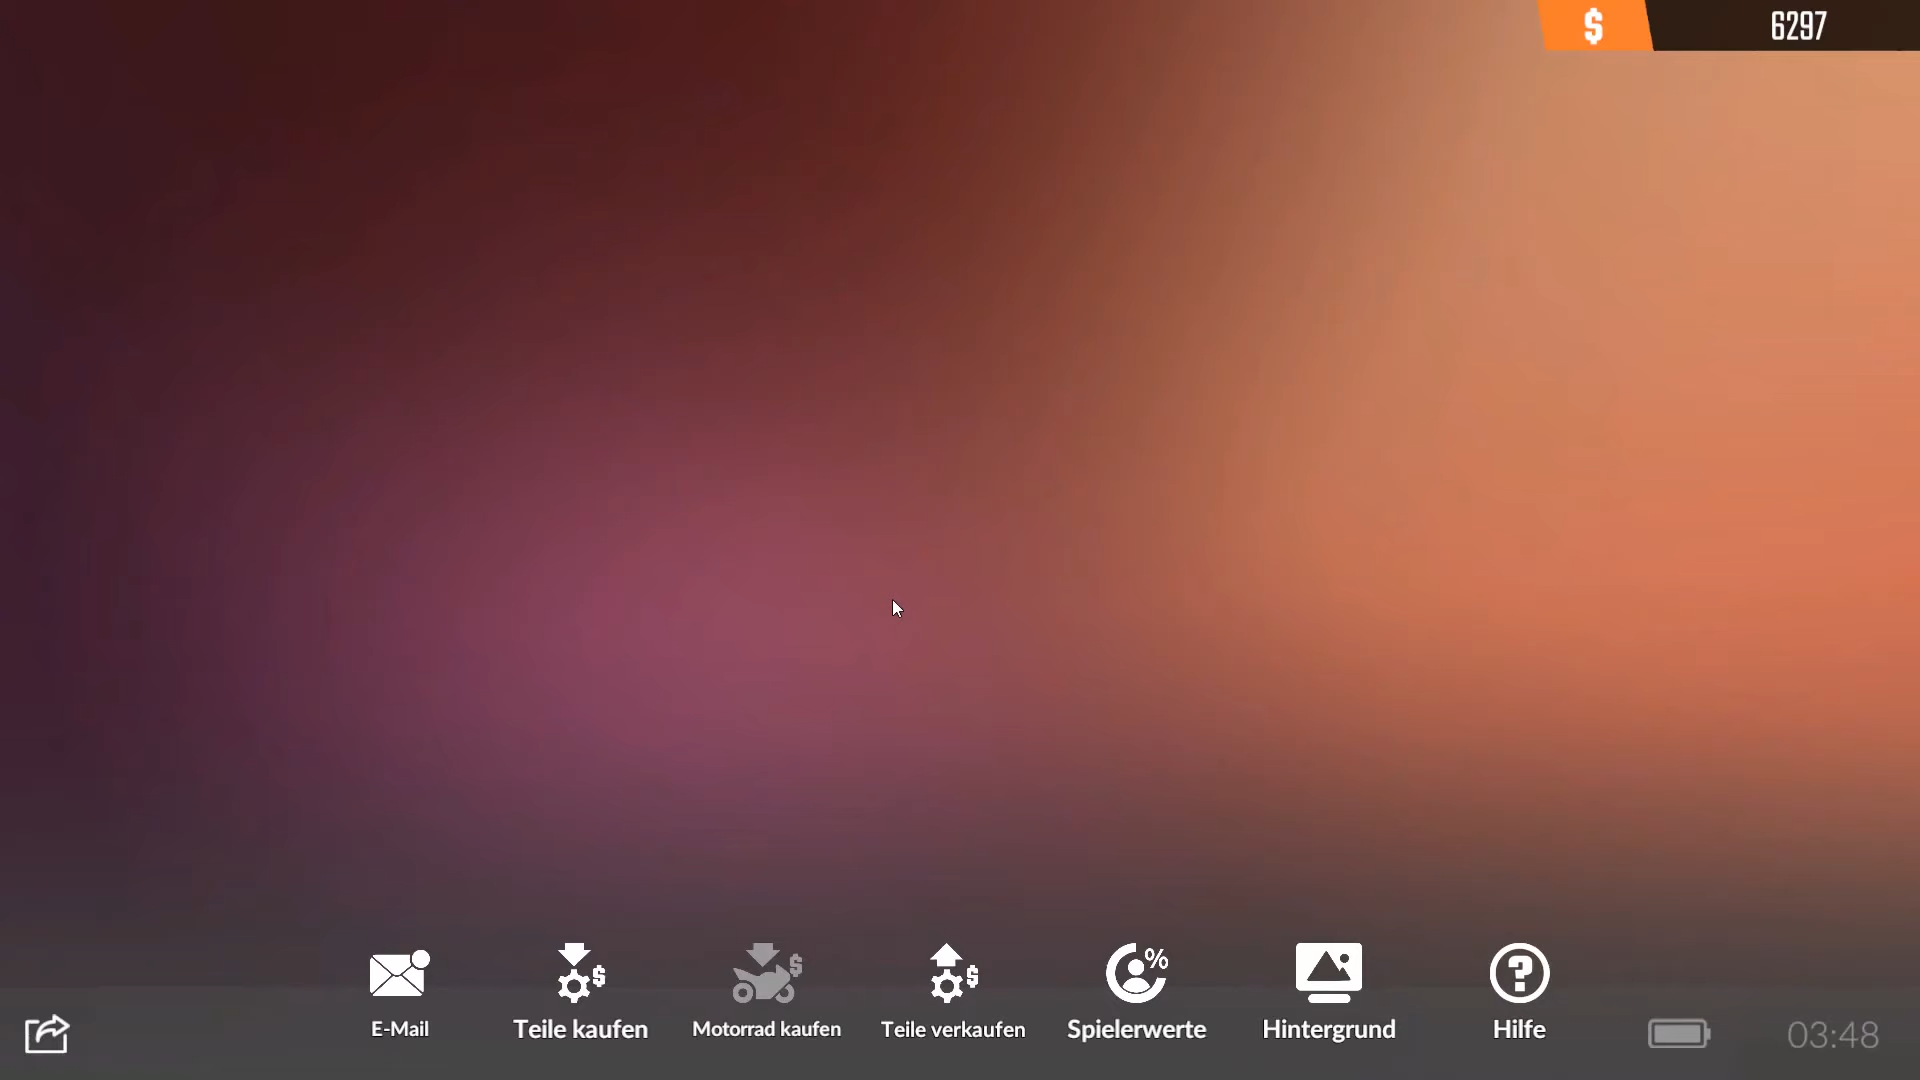 $ 6297
E-Mail
Teile kaufen
Motorrad kaufen
Teile verkaufen
Spielerwerte
Hintergrund
Hilfe
03:48